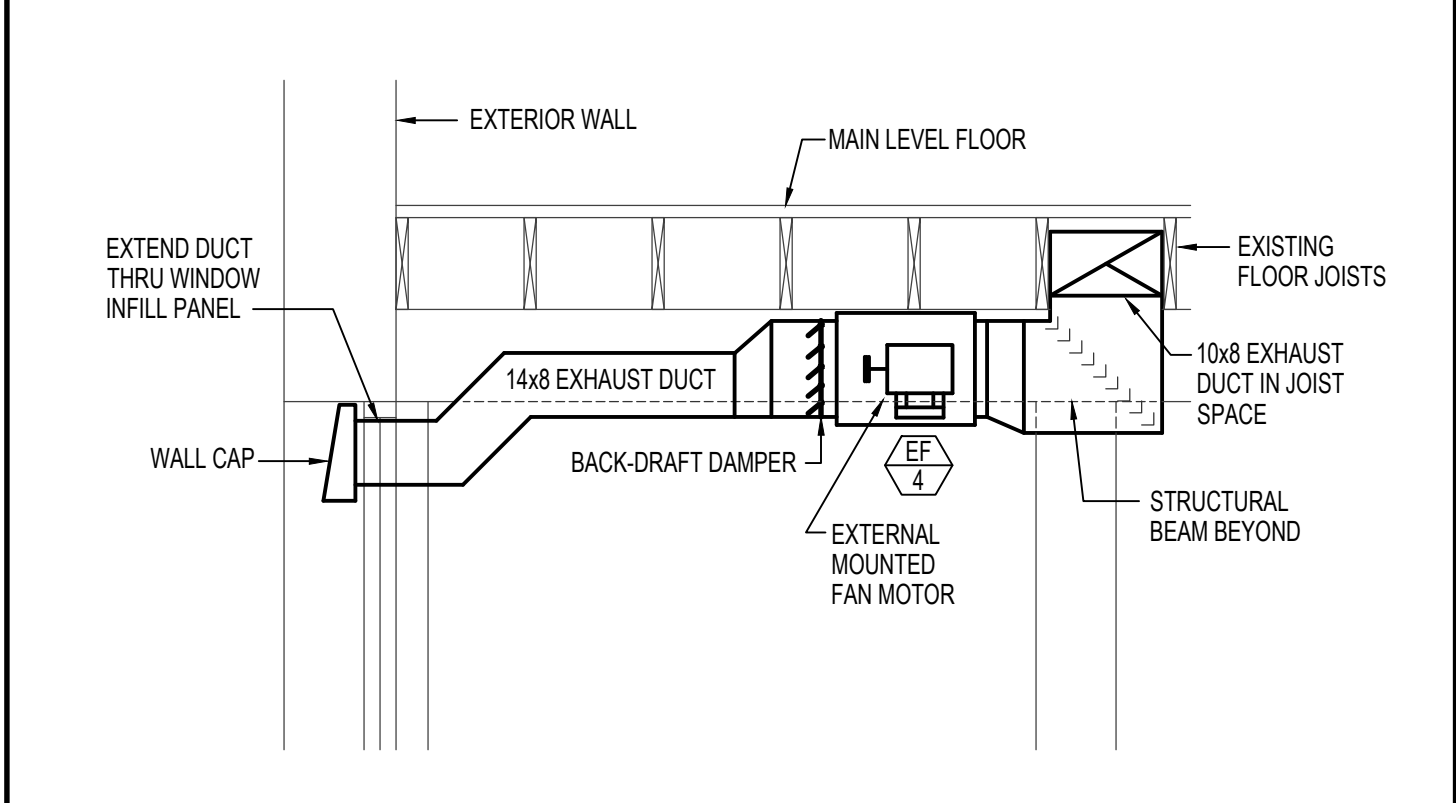 EXTERIOR WALL
MAIN LEVEL FLOOR
EXTEND DUCT
THRU WINDOW
INFILL PANEL
EXISTING
FLOOR JOISTS
14x8 EXHAUST DUCT
10x8 EXHAUST
DUCT IN JOIST
SPACE
WALL CAP
BACK-DRAFT DAMPER
EF
4
STRUCTURAL
BEAM BEYOND
EXTERNAL
MOUNTED
FAN MOTOR